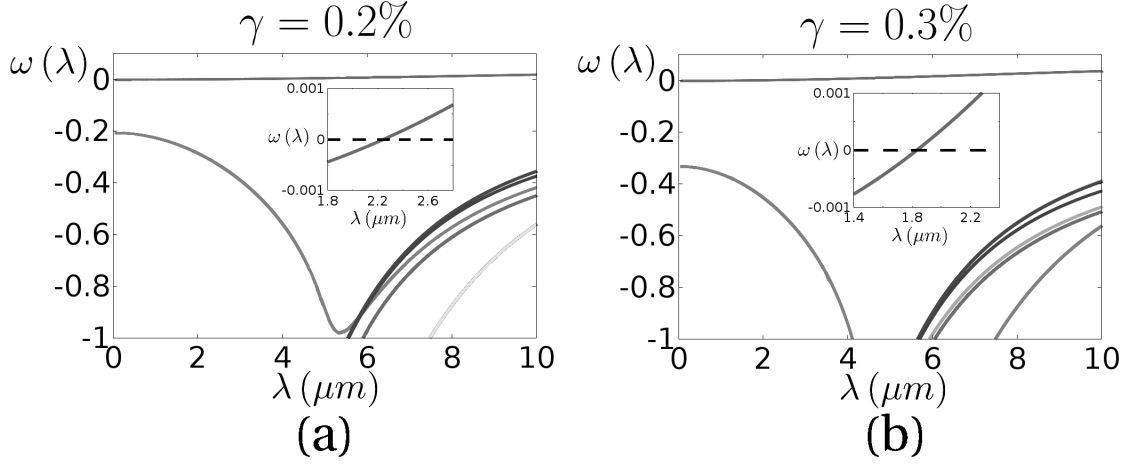 γ = 0.2%
ω (λ)
0
-0.2
-0.4
-0.6
-0.8
-1
0 2 4 6 8 10
λ (μm)
0.001
ω (λ)
0
-0.001
1.8 2.2 2.6
λ (μm)
(a)
γ = 0.3%
ω (λ)
0
-0.2
-0.4
-0.6
-0.8
-1
0 2 4 6 8 10
λ (μm)
0.001
ω (λ)
0
-0.001
1.4 1.8 2.2
λ (μm)
(b)